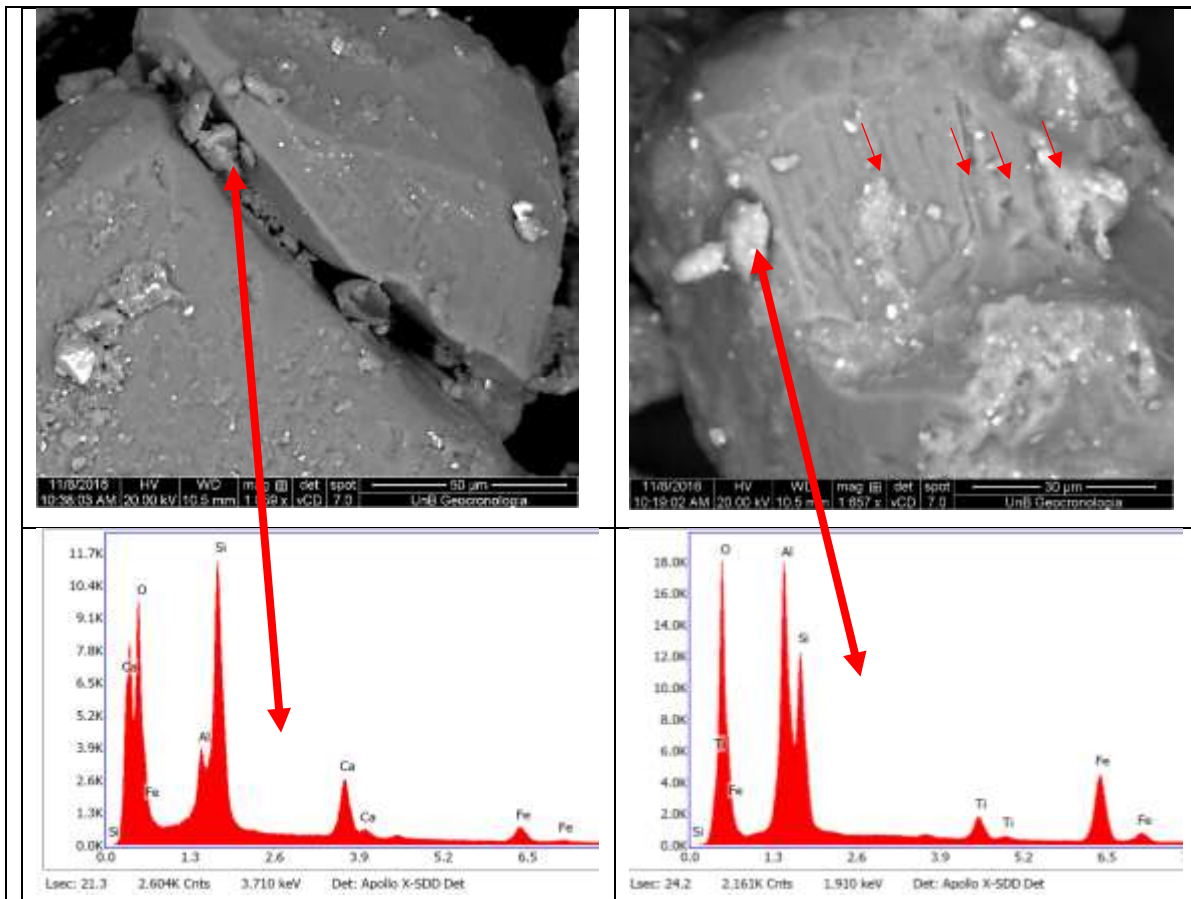 11/8/2016 HV WD mag det spot 50 µm
10:38:03 AM 20.00 kV 10.5 mm x vCD 7.0 UnB Geocronologia
11/8/2016 HV WD mag det spot 30 µm
10:19:02 AM 20.00 kV 10.5 mm 1.657 x vCD 7.0 UnB Geocronologia
11.7K
10.4K
9.1K
7.8K
6.5K
5.2K
3.9K
2.6K
1.3K
0.0K
Si
O
Ca
Al
Fe
Si
Ca
Ca
Fe
Fe
0.0 1.3 2.6 3.9 5.2 6.5
Lsec: 21.3 2.604K Cnts 3.710 keV Det: Apollo X-SDD Det
18.0K
16.0K
14.0K
12.0K
10.0K
8.0K
6.0K
4.0K
2.0K
0.0K
O
Al
Si
Ti
Fe
Si
Ti
Ti
Fe
Fe
0.0 1.3 2.6 3.9 5.2 6.5
Lsec: 24.2 2.161K Cnts 1.910 keV Det: Apollo X-SDD Det